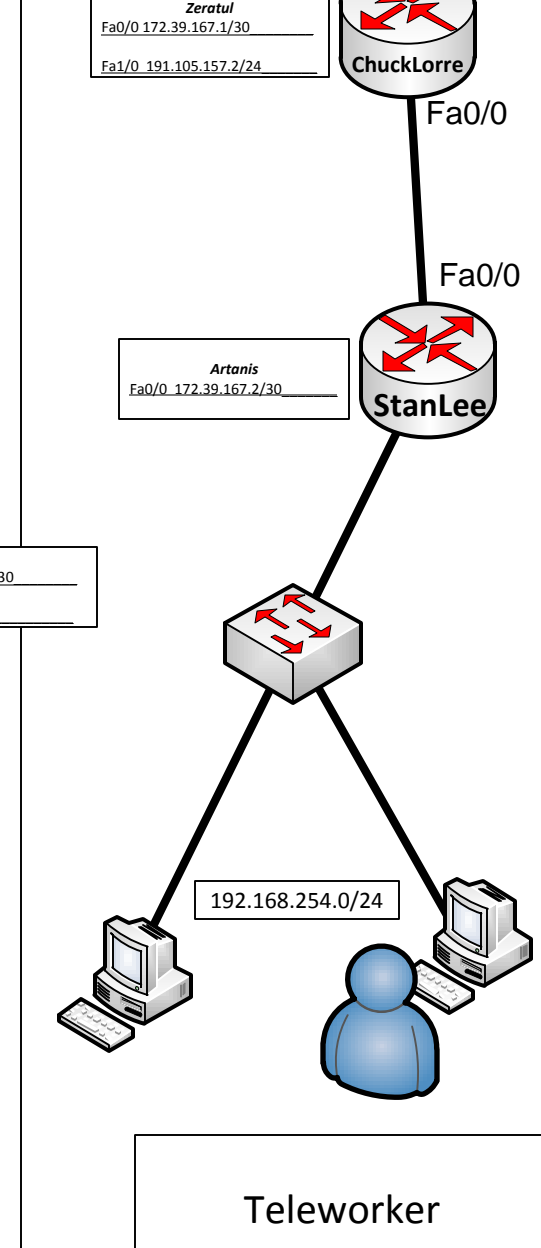 Zeratul
Fa0/0 172.39.167.1/30
Fa1/0 191.105.157.2/24
ChuckLorre
Fa0/0
Fa0/0
Artanis
Fa0/0 172.39.167.2/30
StanLee
30
192.168.254.0/24
Teleworker